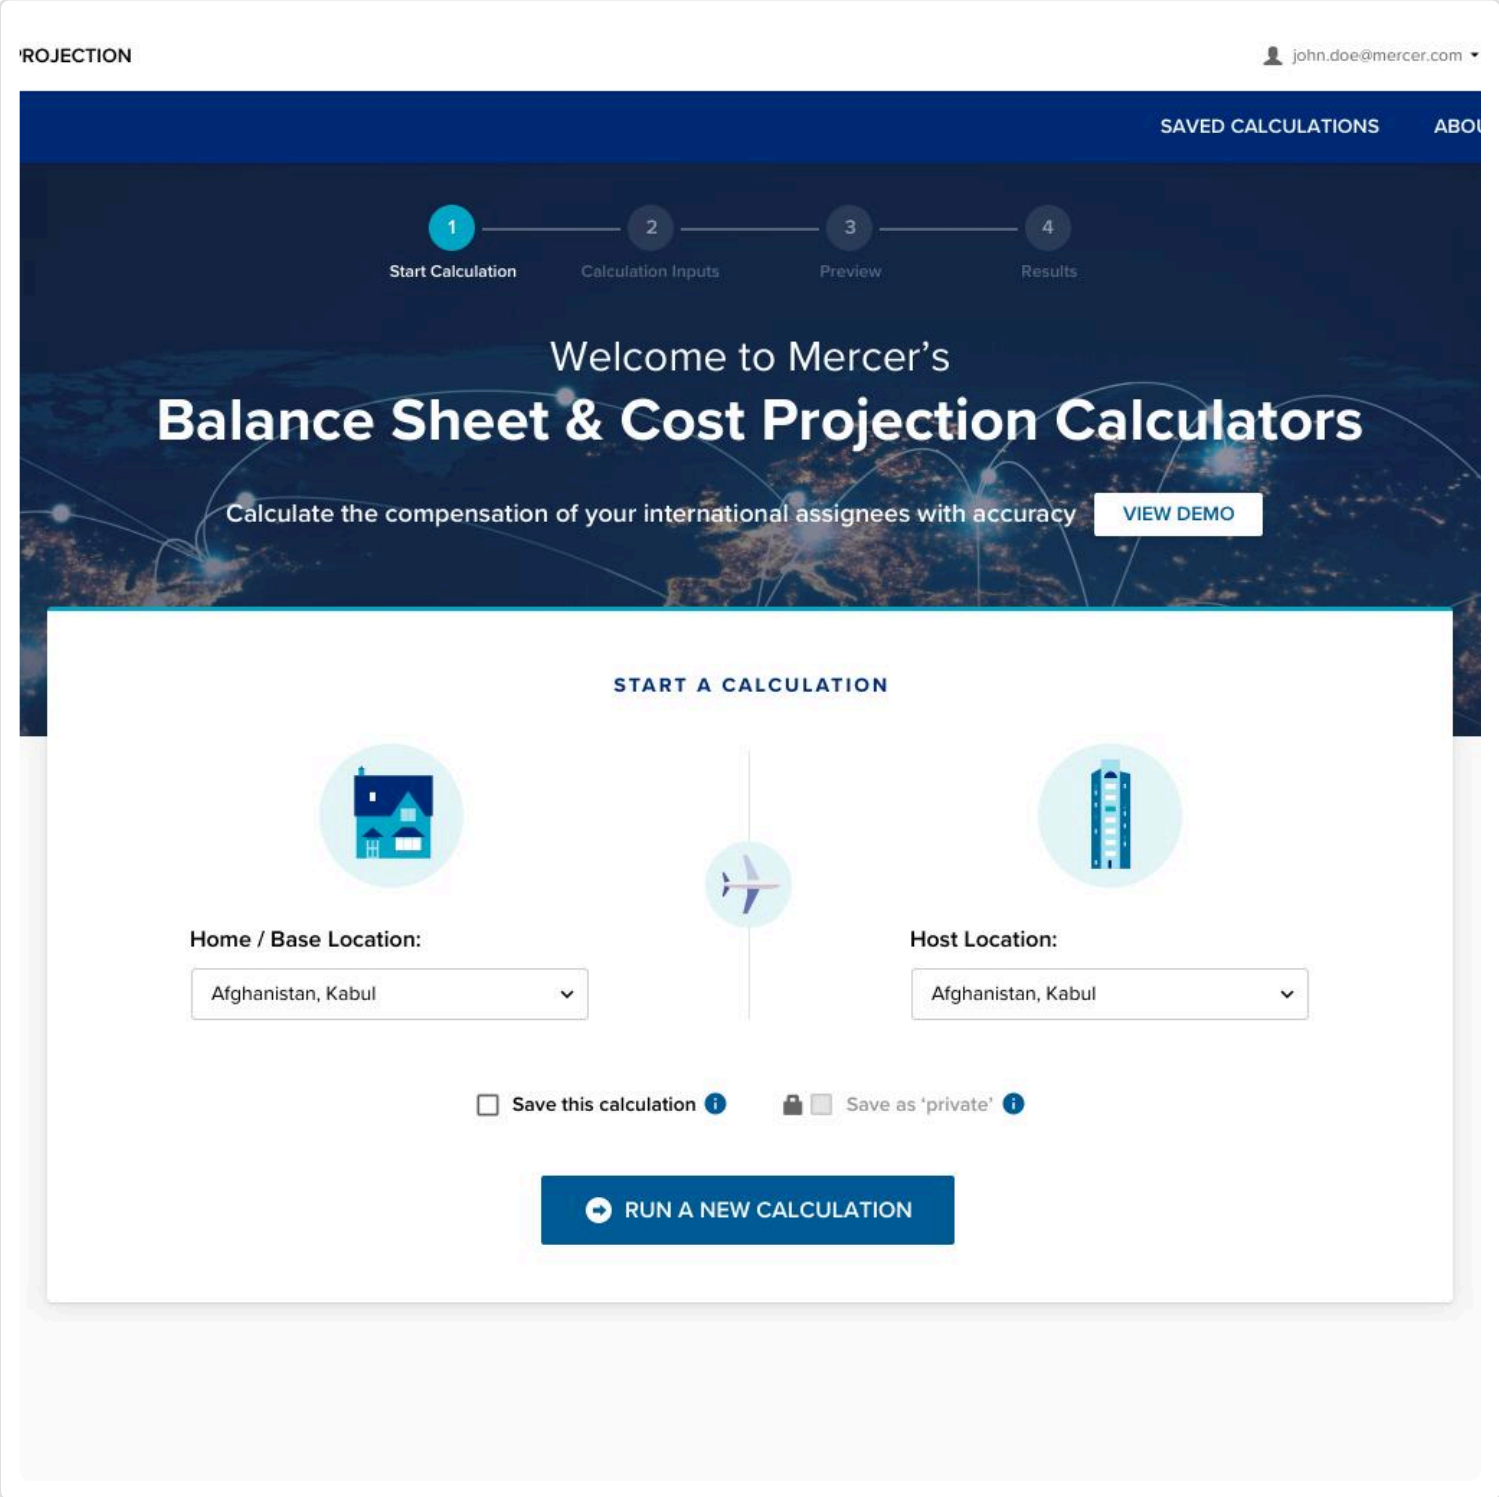 PROJECTION
john.doe@mercer.com
SAVED CALCULATIONS
1
2
3
4
Start Calculation
Calculation Inputs
Preview
Results
Welcome to Mercer’s
Balance Sheet & Cost Projection Calculators
Calculate the compensation of your international assignees with accuracy
VIEW DEMO
START A CALCULATION
Home / Base Location:
Afghanistan, Kabul
Host Location:
Afghanistan, Kabul
Save this calculation
Save as ‘private’
RUN A NEW CALCULATION